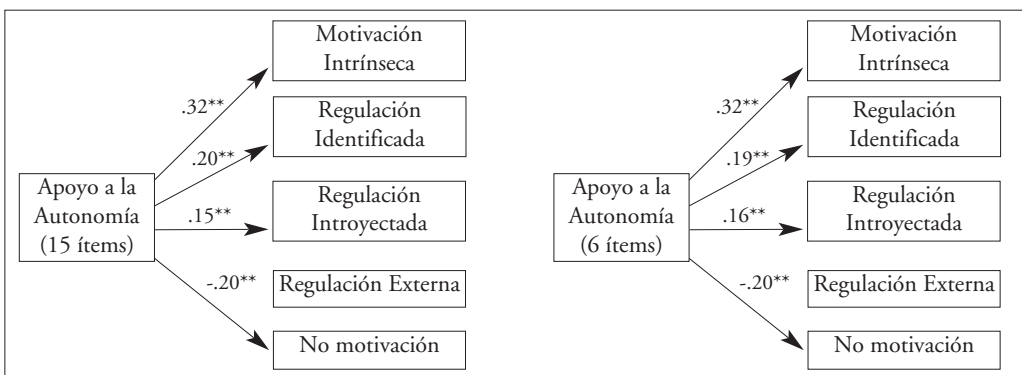 Motivación
Intrínseca
.32**
Regulación
Identificada
.20**
Apoyo a la
Autonomía
(15 ítems)
.15**
Regulación
Introyectada
-.20**
Regulación Externa
No motivación
Motivación
Intrínseca
.32**
Regulación
Identificada
.19**
Apoyo a la
Autonomía
(6 ítems)
.16**
Regulación
Introyectada
-.20**
Regulación Externa
No motivación